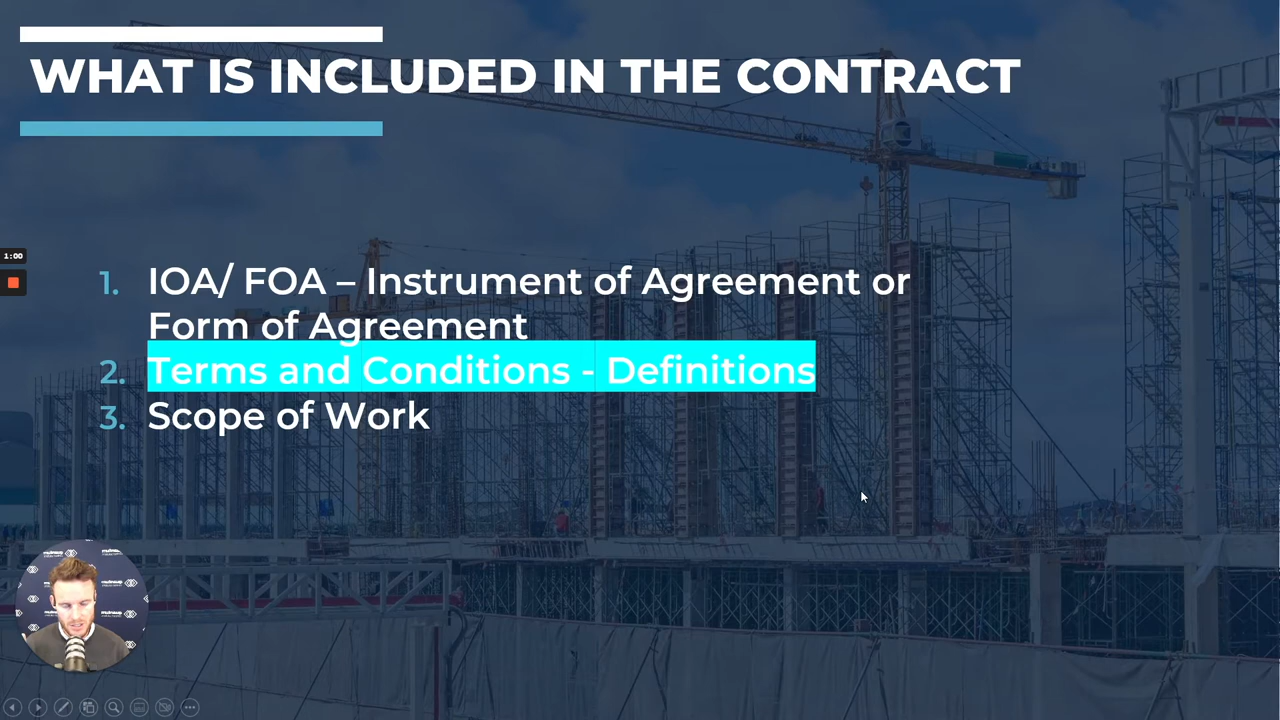 WHAT IS INCLUDED IN THE CONTRACT
1:00
1. IOA/ FOA – Instrument of Agreement or
Form of Agreement
2. Terms and Conditions - Definitions
3. Scope of Work